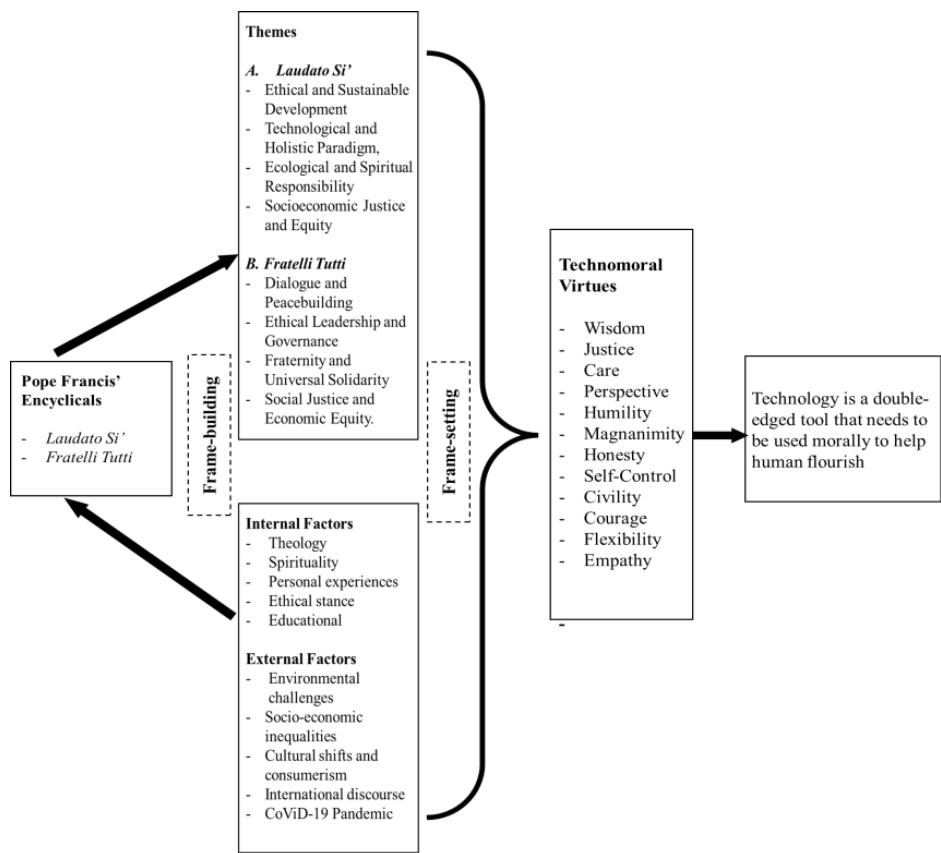 Themes
A. Laudato Si’
- Ethical and Sustainable
Development
- Technological and
Holistic Paradigm,
- Ecological and Spiritual
Responsibility
- Socioeconomic Justice
and Equity
B. Fratelli Tutti
- Dialogue and
Peacebuilding
- Ethical Leadership and
Governance
- Fraternity and
Universal Solidarity
- Social Justice and
Economic Equity.
Pope Francis’
Encyclicals
- Laudato Si’
- Fratelli Tutti
Frame-building
Internal Factors
- Theology
- Spirituality
- Personal experiences
- Ethical stance
- Educational
External Factors
- Environmental
challenges
- Socio-economic
inequalities
- Cultural shifts and
consumerism
- International discourse
- CoViD-19 Pandemic
Frame-setting
Technomoral
Virtues
- Wisdom
- Justice
- Care
- Perspective
- Humility
- Magnanimity
- Honesty
- Self-Control
- Civility
- Courage
- Flexibility
- Empathy
-
Technology is a double-
edged tool that needs to
be used morally to help
human flourish